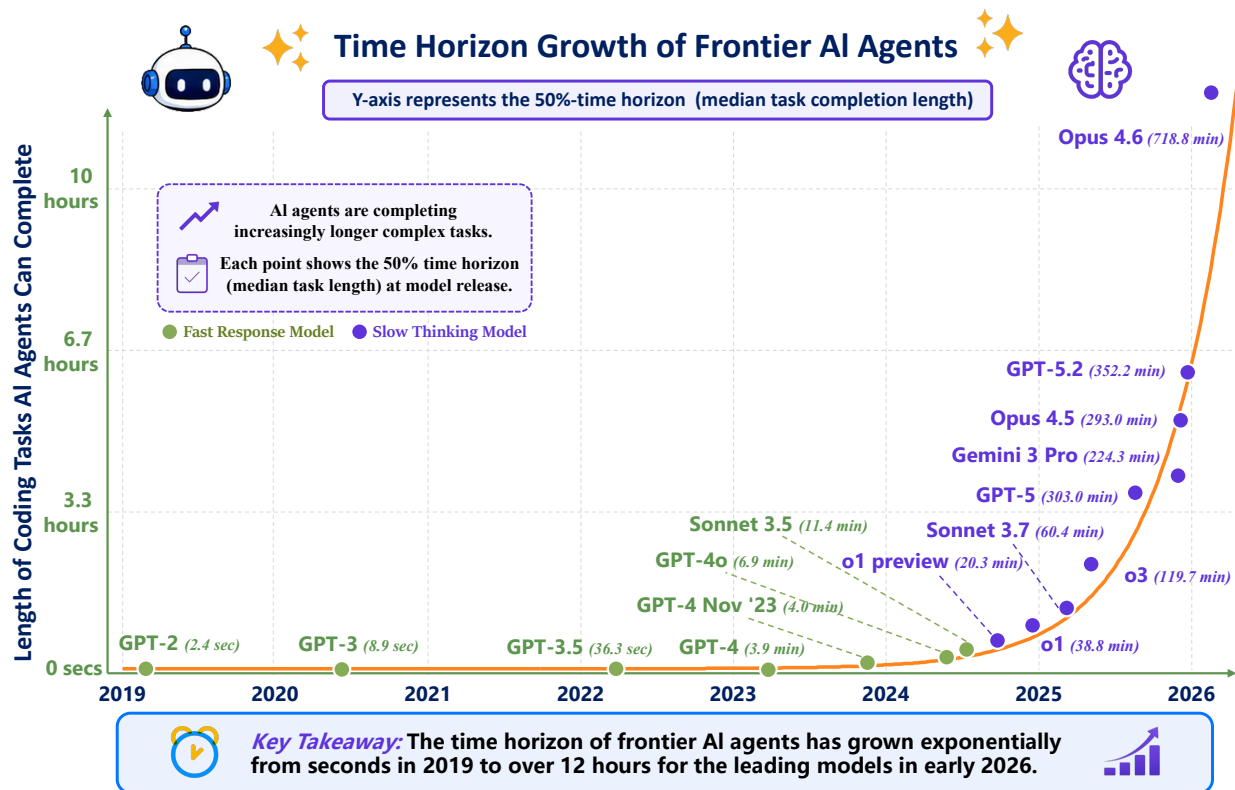 Time Horizon Growth of Frontier AI Agents
Y-axis represents the 50%-time horizon (median task completion length)
Length of Coding Tasks AI Agents Can Complete
10
hours
6.7
hours
3.3
hours
0 secs
AI agents are completing
increasingly longer complex tasks.
Each point shows the 50% time horizon
(median task length) at model release.
Fast Response Model
Slow Thinking Model
Opus 4.6 (718.8 min)
GPT-5.2 (352.2 min)
Opus 4.5 (293.0 min)
Gemini 3 Pro (224.3 min)
GPT-5 (303.0 min)
Sonnet 3.5 (11.4 min)
Sonnet 3.7 (60.4 min)
GPT-4o (6.9 min)
o1 preview (20.3 min)
o3 (119.7 min)
GPT-4 Nov '23 (4.0 min)
GPT-2 (2.4 sec)
GPT-3 (8.9 sec)
GPT-3.5 (36.3 sec)
GPT-4 (3.9 min)
o1 (38.8 min)
2019
2020
2021
2022
2023
2024
2025
2026
Key Takeaway: The time horizon of frontier AI agents has grown exponentially
from seconds in 2019 to over 12 hours for the leading models in early 2026.